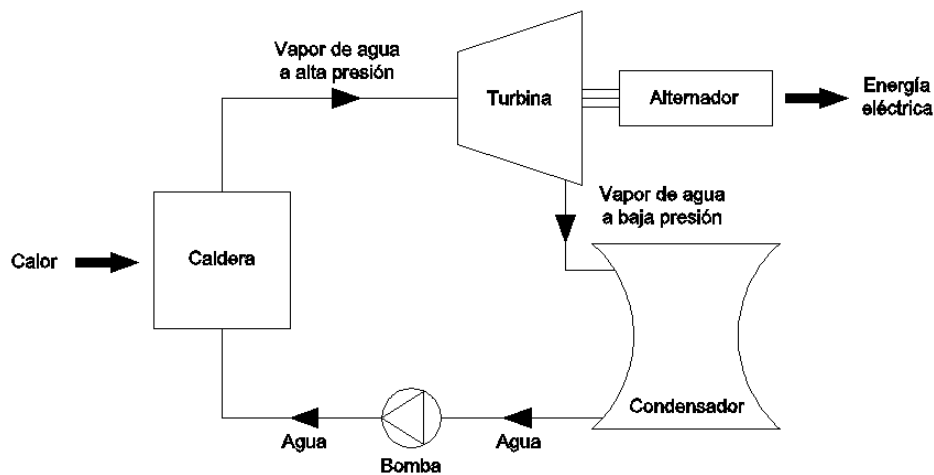 Vapor de agua
a alta presión
Turbina
Alternador
Energía
eléctrica
Vapor de agua
a baja presión
Calor
Caldera
Condensador
Agua
Bomba
Agua